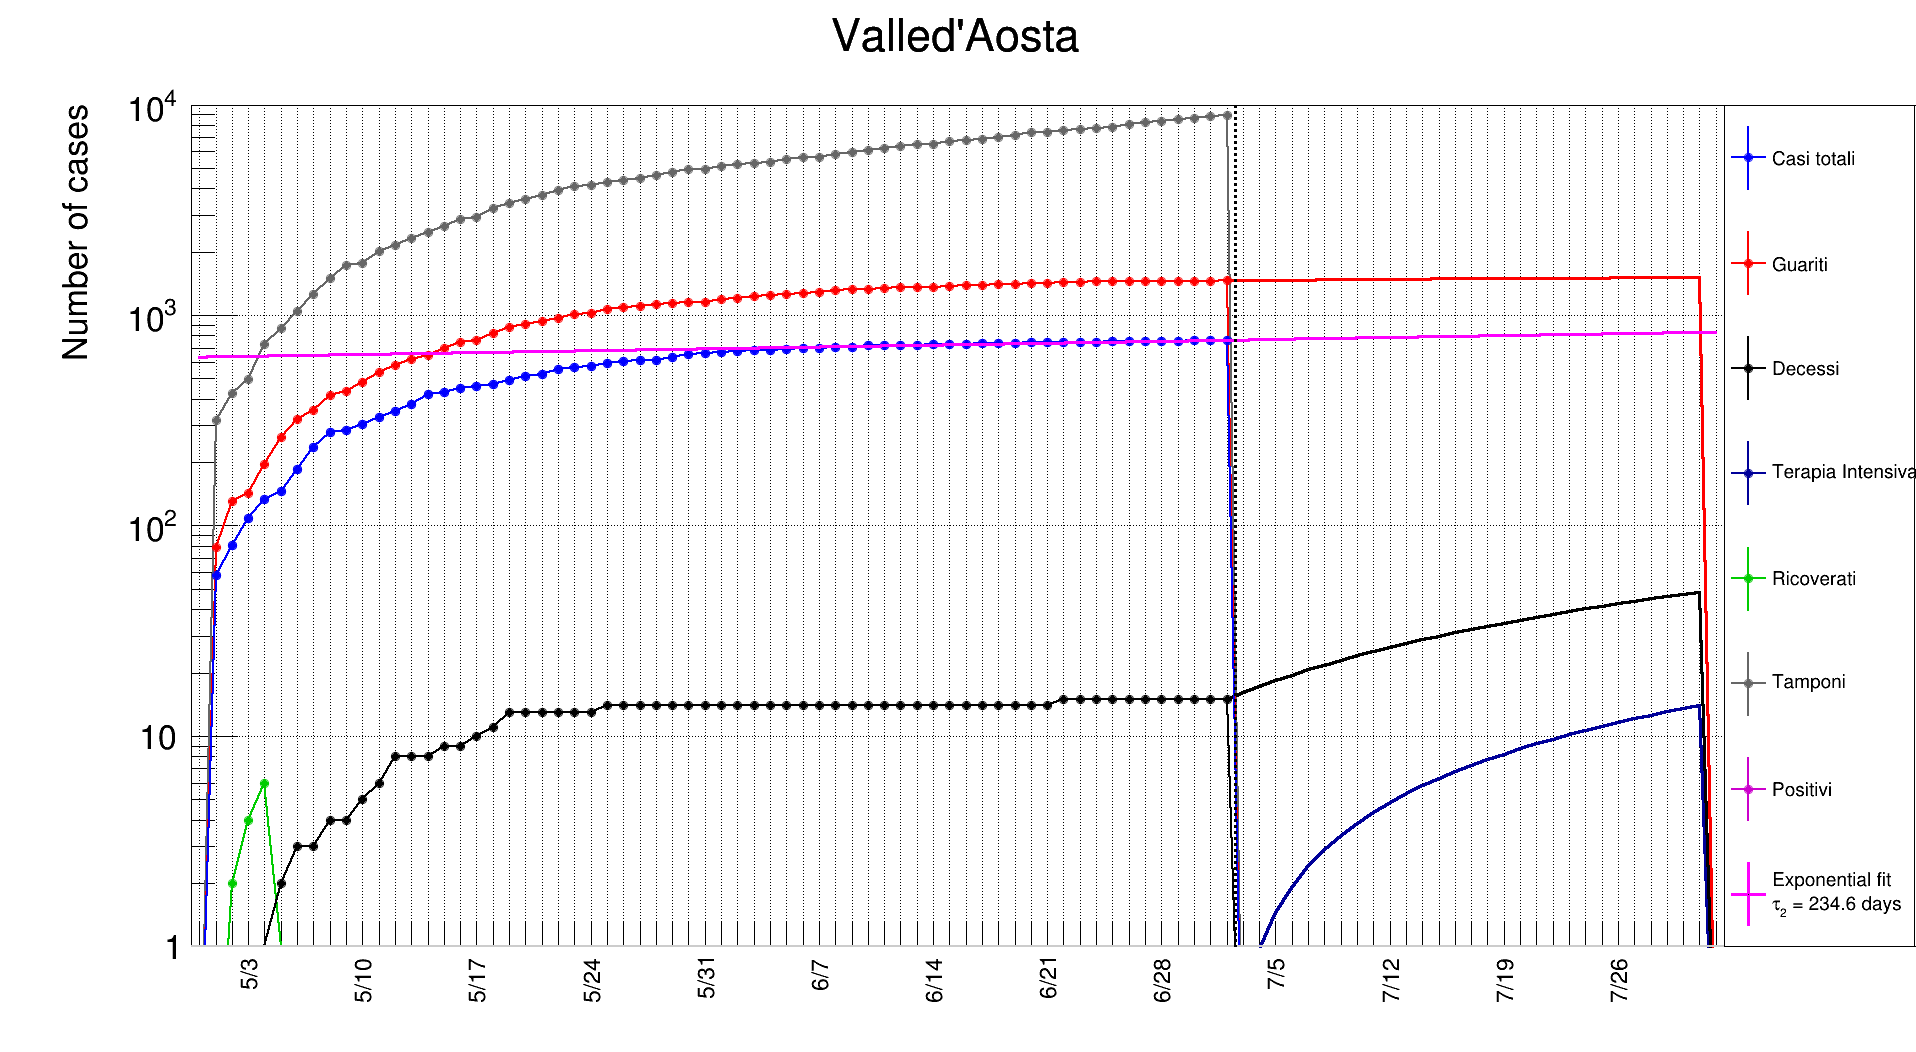 Valled'Aosta
Number of cases
10^4
10^3
10^2
10
1
5/3
5/10
5/17
5/24
5/31
6/7
6/14
6/21
6/28
7/5
7/12
7/19
7/26
Casi totali
Guariti
Decessi
Terapia Intensiva
Ricoverati
Tamponi
Positivi
Exponential fit
τ_2 = 234.6 days